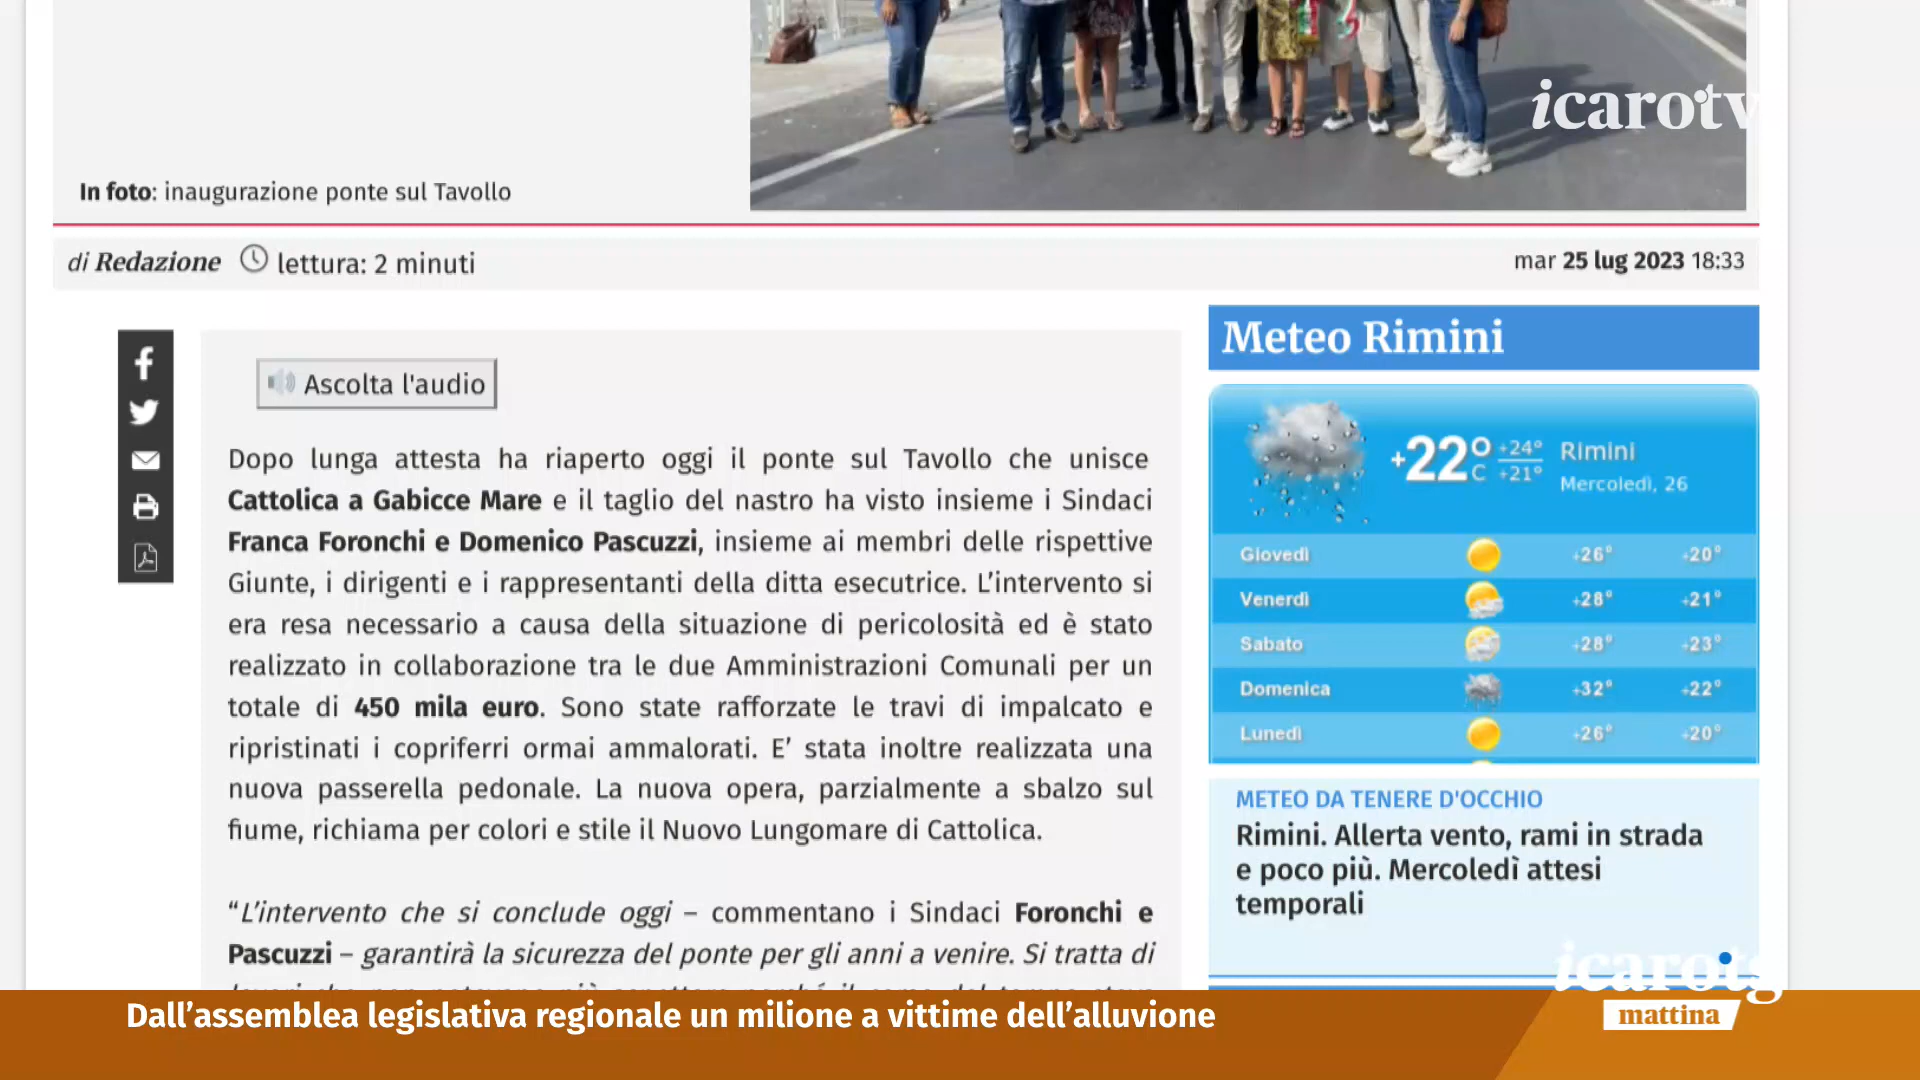 icarotv
In foto: inaugurazione ponte sul Tavollo
di Redazione lettura: 2 minuti
mar 25 lug 2023 18:33
Ascolta l'audio
Dopo lunga attesta ha riaperto oggi il ponte sul Tavollo che unisce
Cattolica a Gabicce Mare e il taglio del nastro ha visto insieme i Sindaci
Franca Foronchi e Domenico Pascuzzi, insieme ai membri delle rispettive
Giunte, i dirigenti e i rappresentanti della ditta esecutrice. L’intervento si
era resa necessario a causa della situazione di pericolosità ed è stato
realizzato in collaborazione tra le due Amministrazioni Comunali per un
totale di 450 mila euro. Sono state rafforzate le travi di impalcato e
ripristinati i copriferri ormai ammalorati. E’ stata inoltre realizzata una
nuova passerella pedonale. La nuova opera, parzialmente a sbalzo sul
fiume, richiama per colori e stile il Nuovo Lungomare di Cattolica.
“L’intervento che si conclude oggi – commentano i Sindaci Foronchi e
Pascuzzi – garantirà la sicurezza del ponte per gli anni a venire. Si tratta di
Meteo Rimini
+22°C +24° +21° Rimini
Mercoledì, 26
Giovedì +26° +20°
Venerdì +28° +21°
Sabato +28° +23°
Domenica +32° +22°
Lunedì +26° +20°
METEO DA TENERE D'OCCHIO
Rimini. Allerta vento, rami in strada
e poco più. Mercoledì attesi
temporali
icarotg
mattina
Dall’assemblea legislativa regionale un milione a vittime dell’alluvione